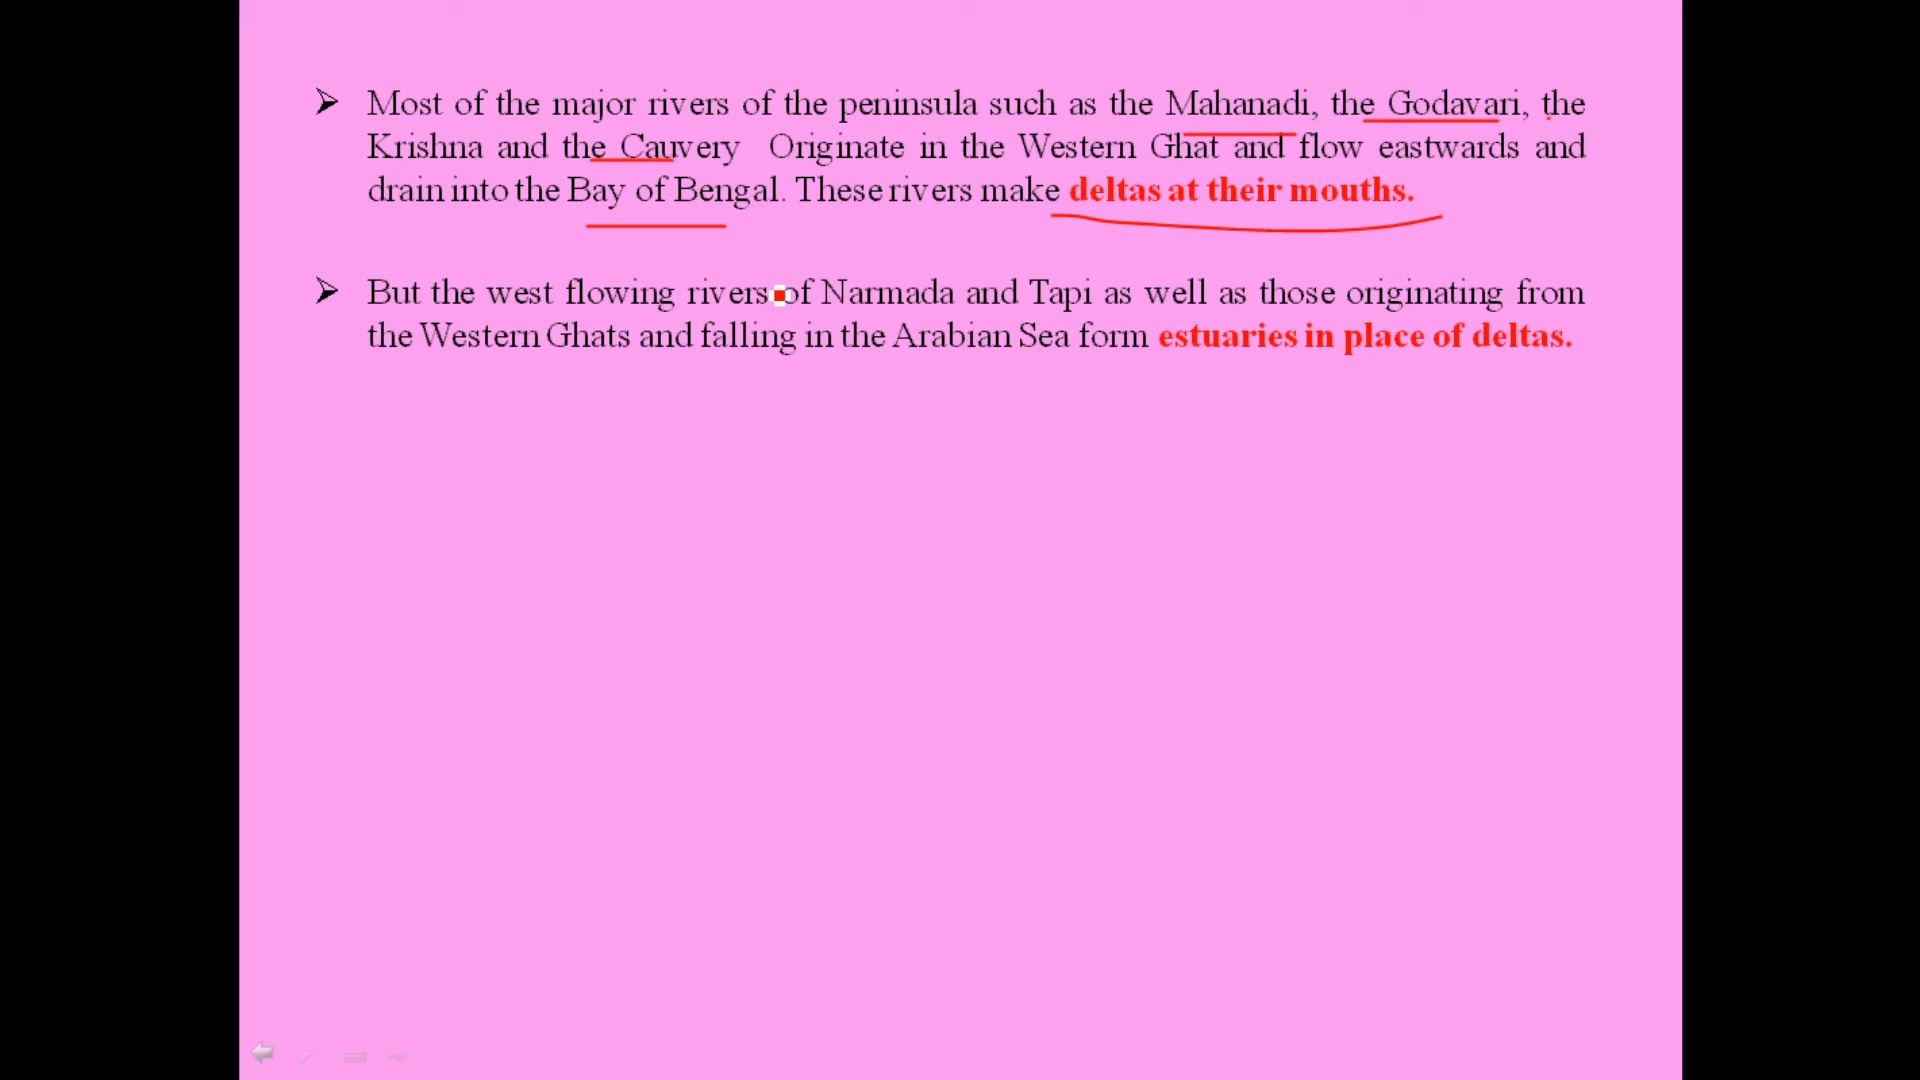 ➢ Most of the major rivers of the peninsula such as the Mahanadi, the Godavari, the
Krishna and the Cauvery Originate in the Western Ghat and flow eastwards and
drain into the Bay of Bengal. These rivers make deltas at their mouths.
➢ But the west flowing rivers of Narmada and Tapi as well as those originating from
the Western Ghats and falling in the Arabian Sea form estuaries in place of deltas.